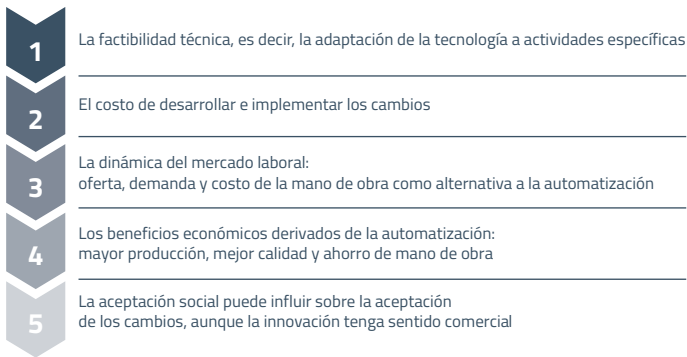 1
La factibilidad técnica, es decir, la adaptación de la tecnología a actividades específicas
2
El costo de desarrollar e implementar los cambios
3
La dinámica del mercado laboral:
oferta, demanda y costo de la mano de obra como alternativa a la automatización
4
Los beneficios económicos derivados de la automatización:
mayor producción, mejor calidad y ahorro de mano de obra
5
La aceptación social puede influir sobre la aceptación
de los cambios, aunque la innovación tenga sentido comercial